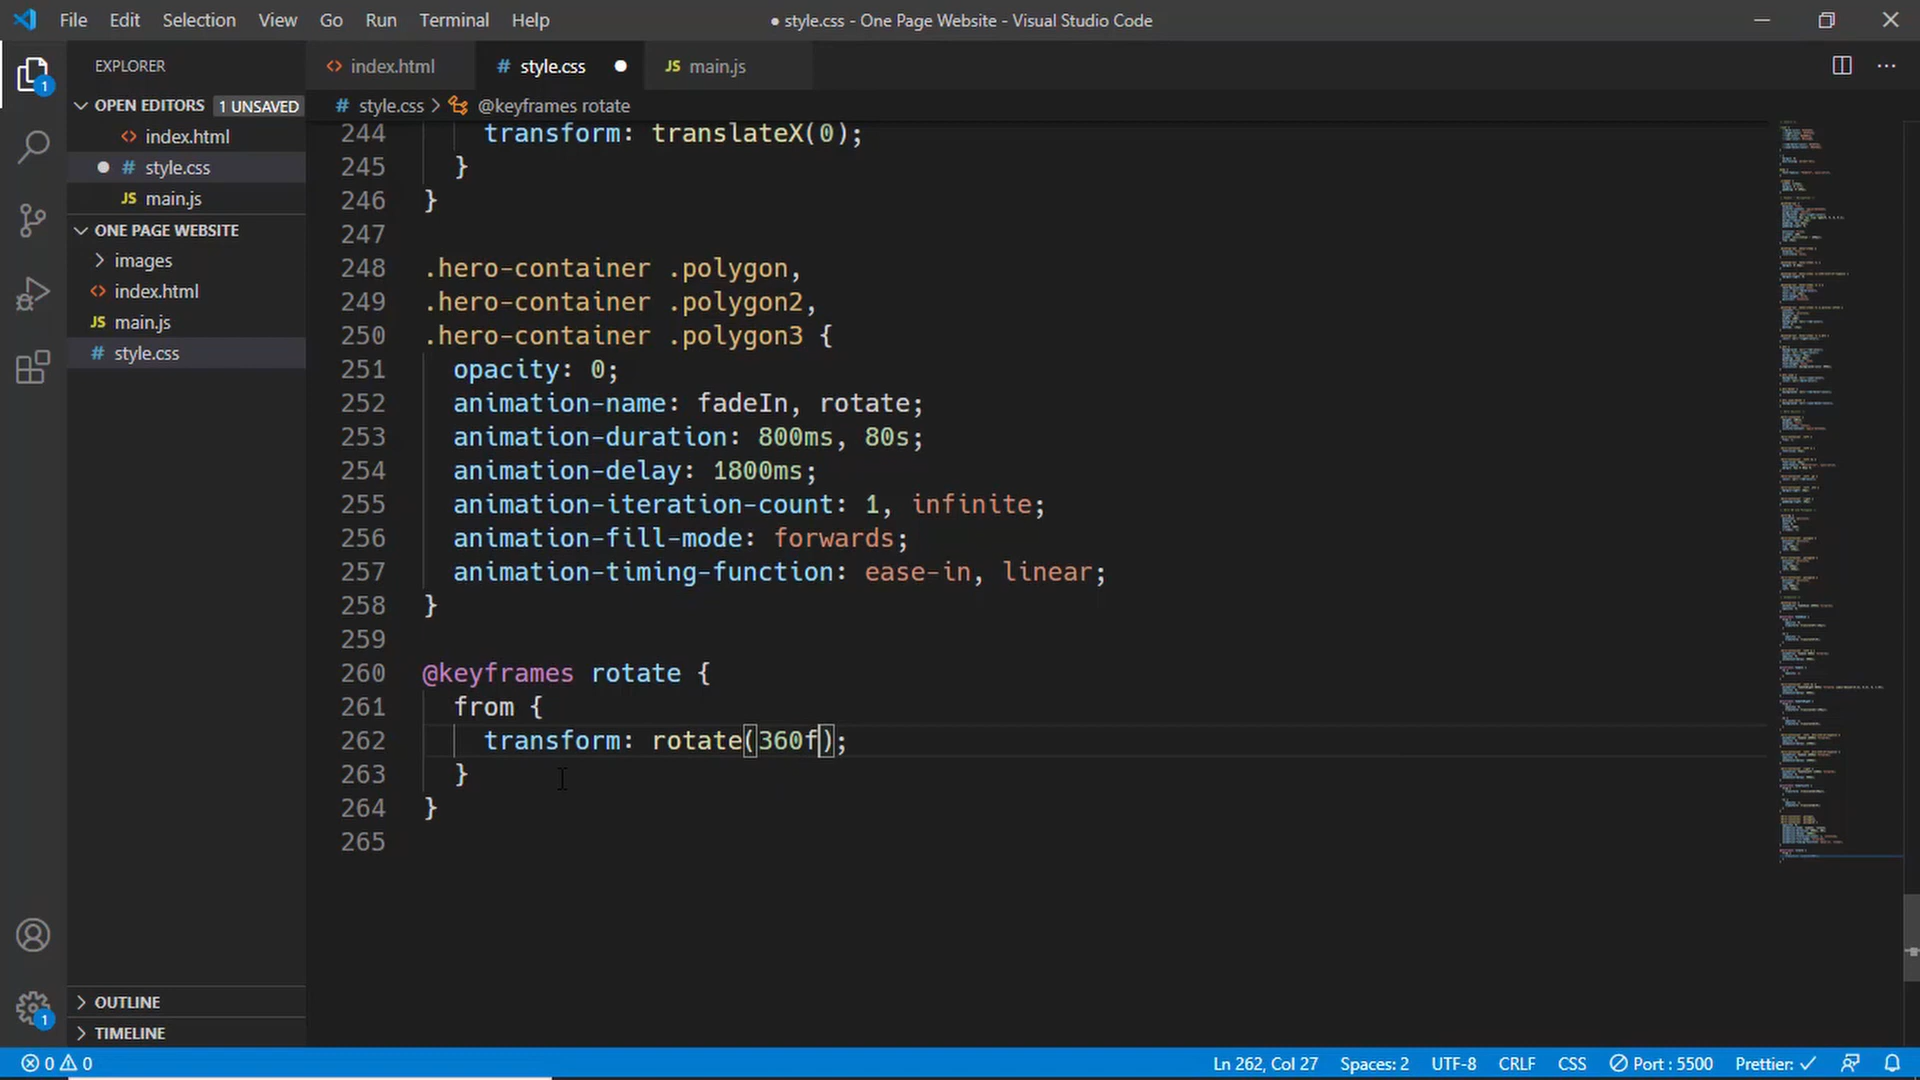 File Edit Selection View Go Run Terminal Help
● style.css - One Page Website - Visual Studio Code
EXPLORER
OPEN EDITORS 1 UNSAVED
index.html
style.css
main.js
ONE PAGE WEBSITE
images
index.html
main.js
style.css
OUTLINE
TIMELINE
index.html style.css main.js
style.css > @keyframes rotate
244 transform: translateX(0);
245 }
246 }
247
248 .hero-container .polygon,
249 .hero-container .polygon2,
250 .hero-container .polygon3 {
251 opacity: 0;
252 animation-name: fadeIn, rotate;
253 animation-duration: 800ms, 80s;
254 animation-delay: 1800ms;
255 animation-iteration-count: 1, infinite;
256 animation-fill-mode: forwards;
257 animation-timing-function: ease-in, linear;
258 }
259
260 @keyframes rotate {
261 from {
262 transform: rotate(360f);
263 }
264 }
265
0 0 Ln 262, Col 27 Spaces: 2 UTF-8 CRLF CSS Port : 5500 Prettier: ✓